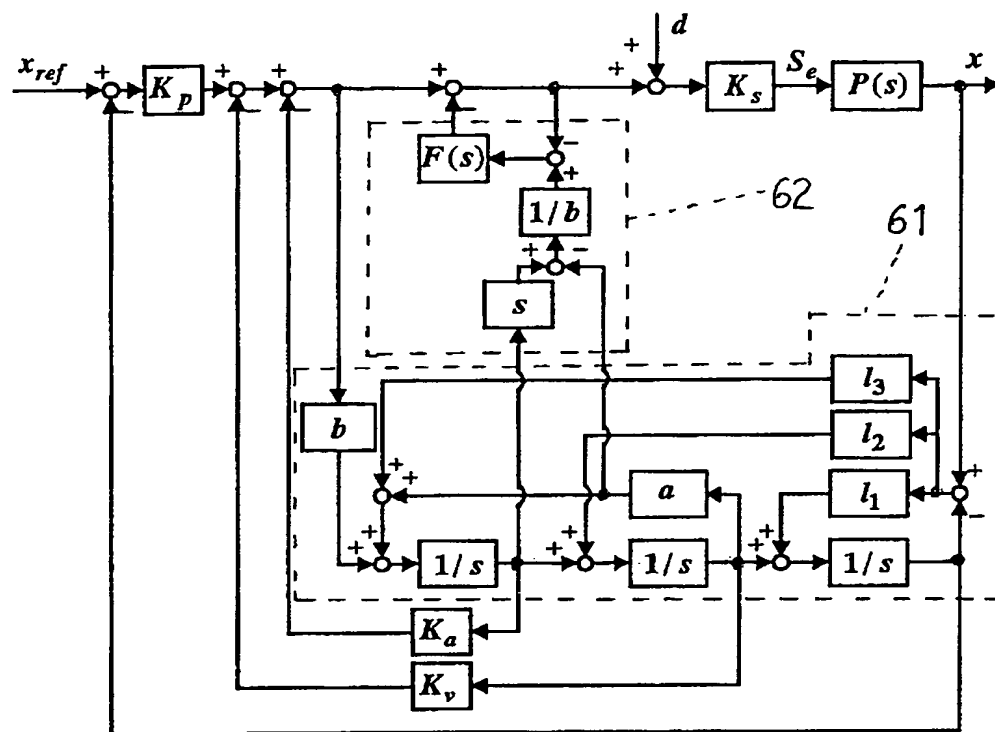 x_ref + − K_p + − + − + − + + d K_s S_e P(s) x
F(s) − +
1/b
62
+ −
s
61
l_3
b
l_2
+ + a l_1 + −
+ + 1/s + + 1/s + + 1/s
K_a
K_v